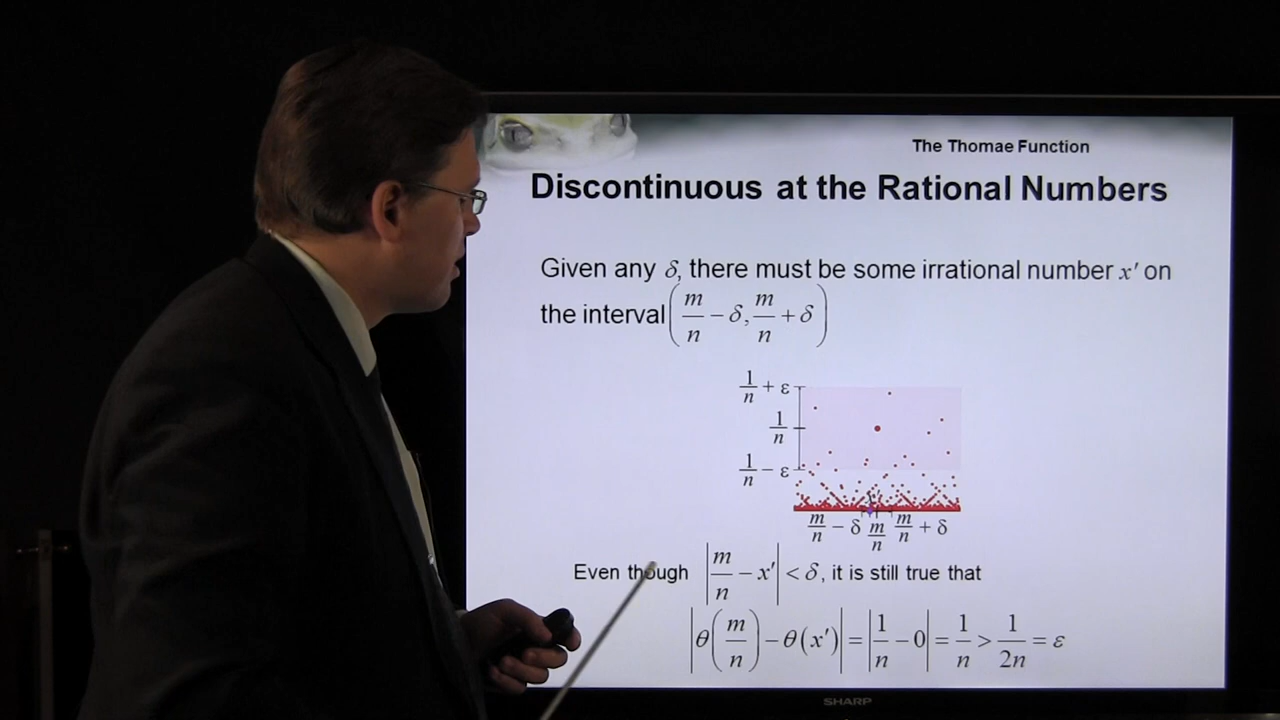 The Thomae Function
Discontinuous at the Rational Numbers
Given any δ, there must be some irrational number x′ on
the interval (m/n − δ, m/n + δ)
1/n + ε
1/n
1/n − ε
m/n − δ m/n m/n + δ
Even though |m/n − x′| < δ, it is still true that
|θ(m/n) − θ(x′)| = |1/n − 0| = 1/n > 1/2n = ε
SHARP